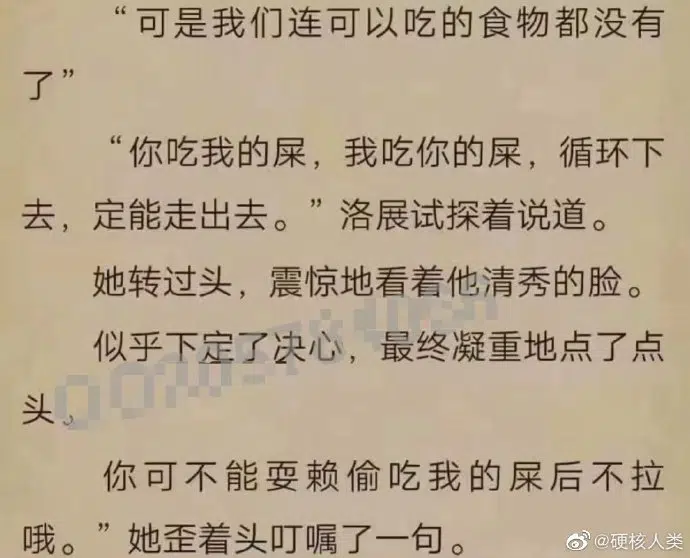 “可是我们连可以吃的食物都没有
了”
“你吃我的屎，我吃你的屎，循环下
去，定能走出去。”洛展试探着说道。
她转过头，震惊地看着他清秀的脸。
似乎下定了决心，最终凝重地点了点
头。
你可不能耍赖偷吃我的屎后不拉
哦。”她歪着头叮嘱了一句。
@硬核人类